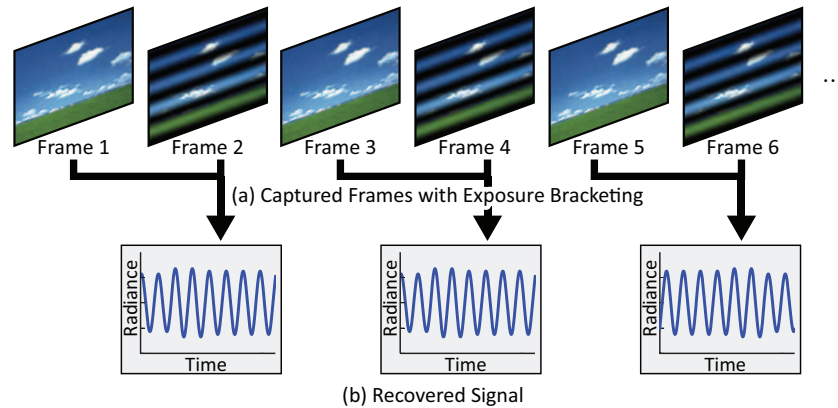 Frame 1
Frame 2
Frame 3
Frame 4
Frame 5
Frame 6
..
(a) Captured Frames with Exposure Bracketing
Radiance
Time
Radiance
Time
Radiance
Time
(b) Recovered Signal